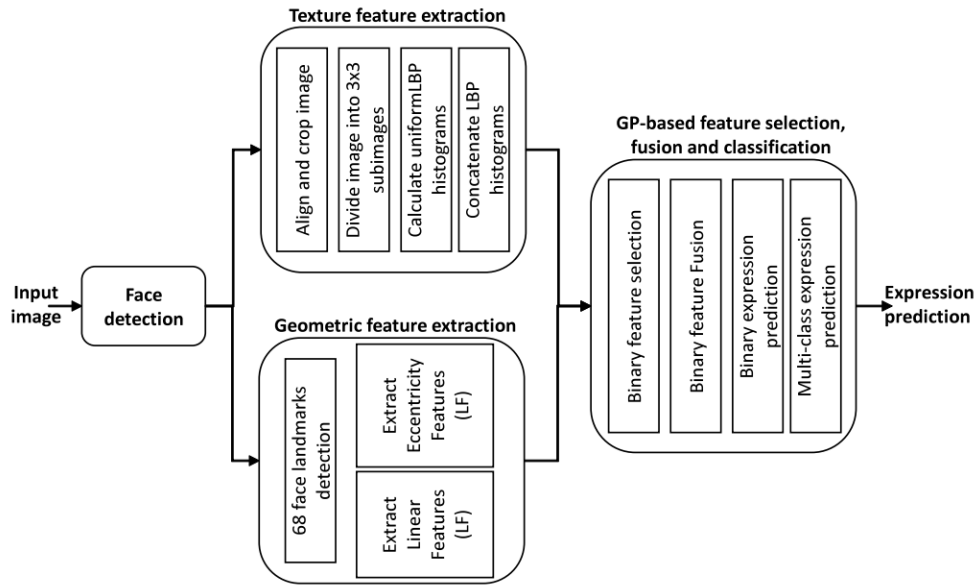 Input
image
Face
detection
Texture feature extraction
Align and crop image
Divide image into 3x3
subimages
Calculate uniformLBP
histograms
Concatenate LBP
histograms
Geometric feature extraction
68 face landmarks
detection
Extract
Eccentricity
Features
(LF)
Extract
Linear
Features
(LF)
GP-based feature selection,
fusion and classification
Binary feature selection
Binary feature Fusion
Binary expression
prediction
Multi-class expression
prediction
Expression
prediction